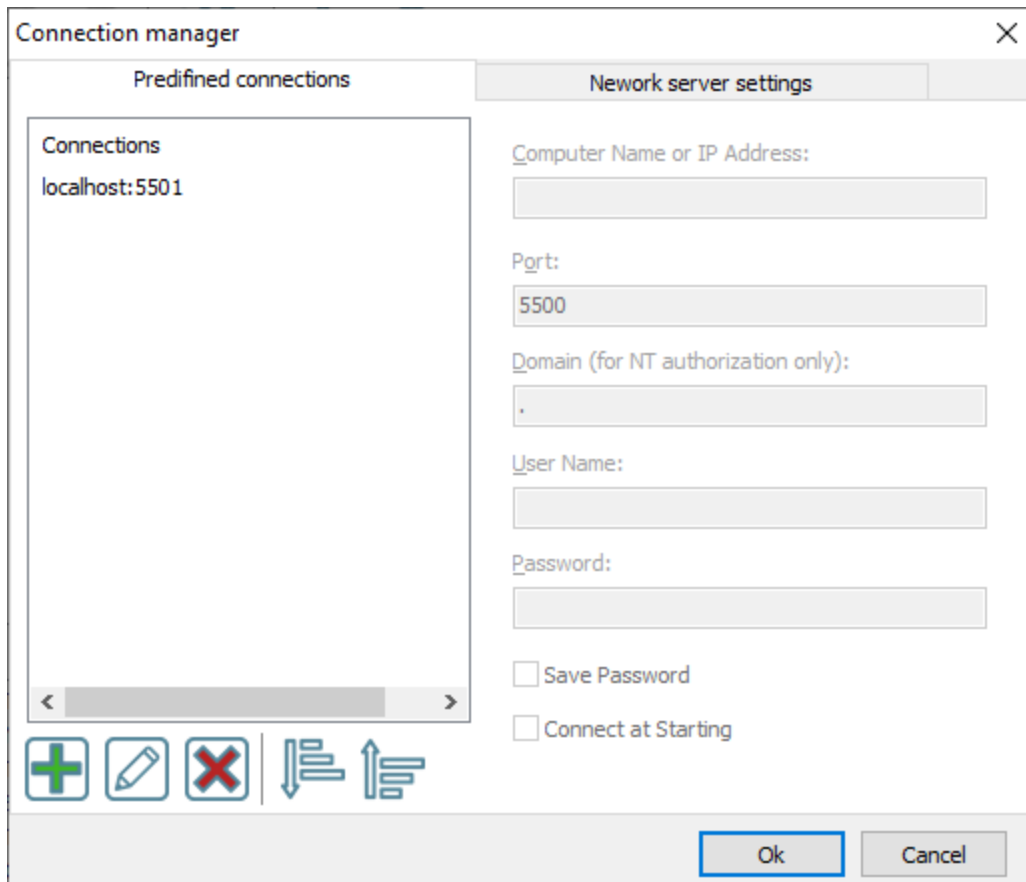 Connection manager
Predifined connections
Nework server settings
Connections
localhost:5501
Computer Name or IP Address:
Port:
5500
Domain (for NT authorization only):
.
User Name:
Password:
Save Password
Connect at Starting
Ok
Cancel